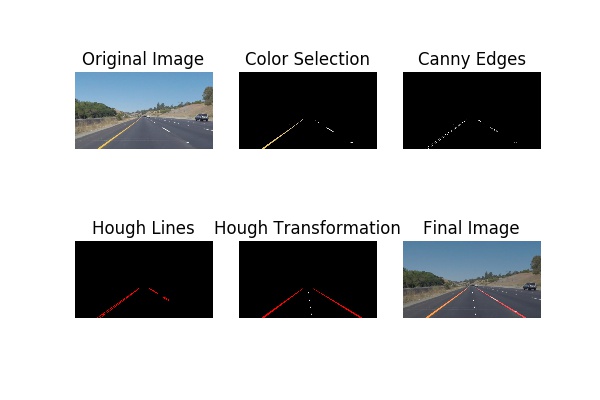 Original Image
Color Selection
Canny Edges
Hough Lines
Hough Transformation
Final Image